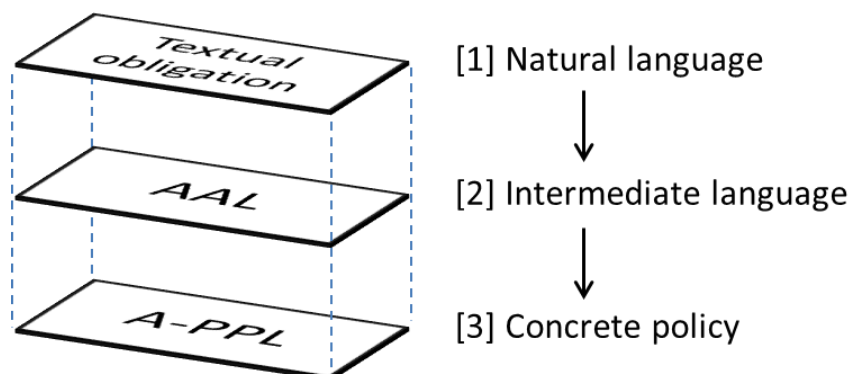 Textual
obligation
[1] Natural language
AAL
[2] Intermediate language
A-PPL
[3] Concrete policy